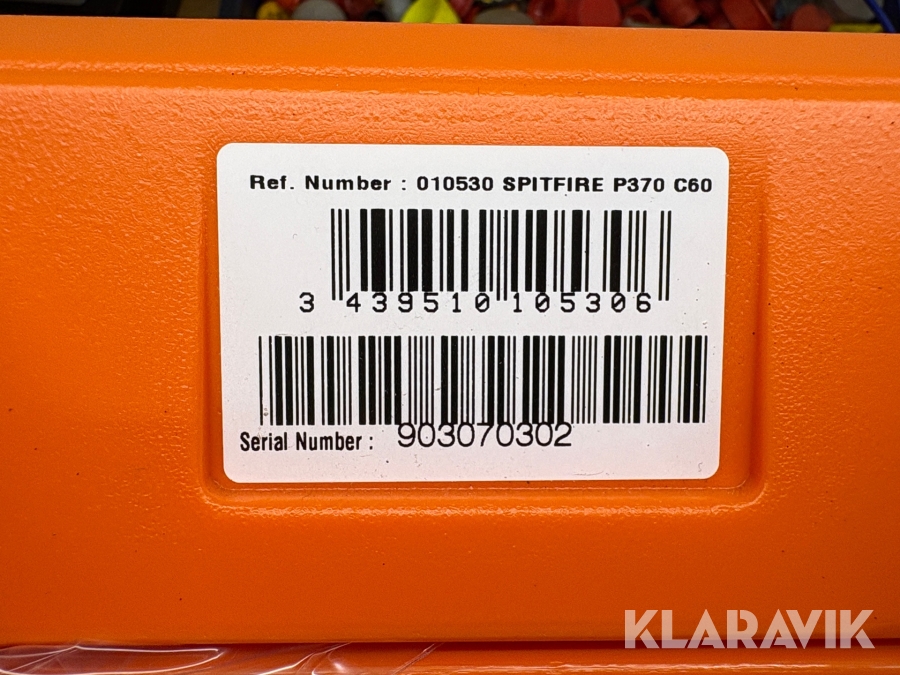 Ref. Number : 010530 SPITFIRE P370 C60
3 439510 105306
Serial Number : 903070302
KLARAVIK